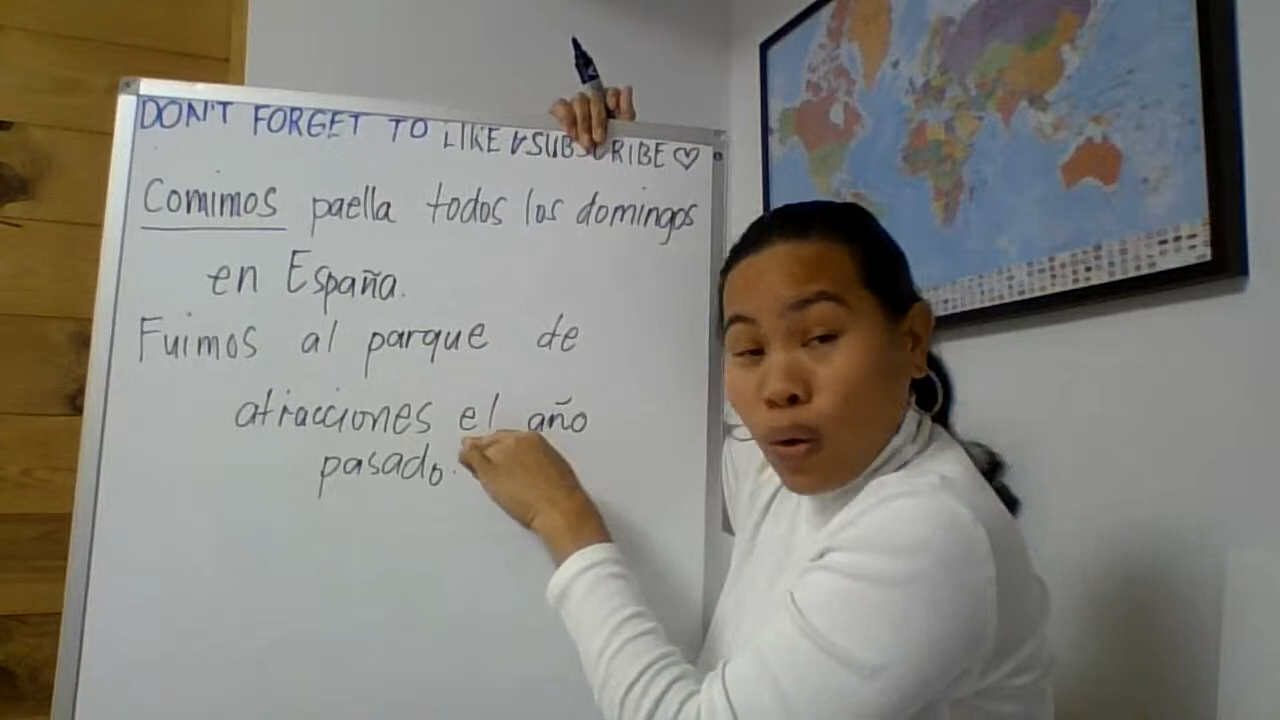 DON'T FORGET TO LIKE & SUBSCRIBE ♡
Comimos paella todos los domingos
en España.
Fuimos al parque de
atracciones el año
pasado.